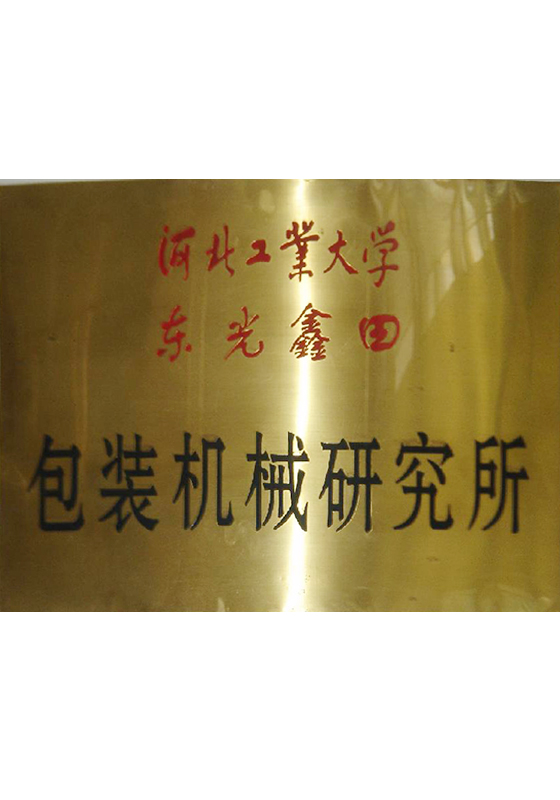 河北工業大学
东光鑫田
包装机械研究所